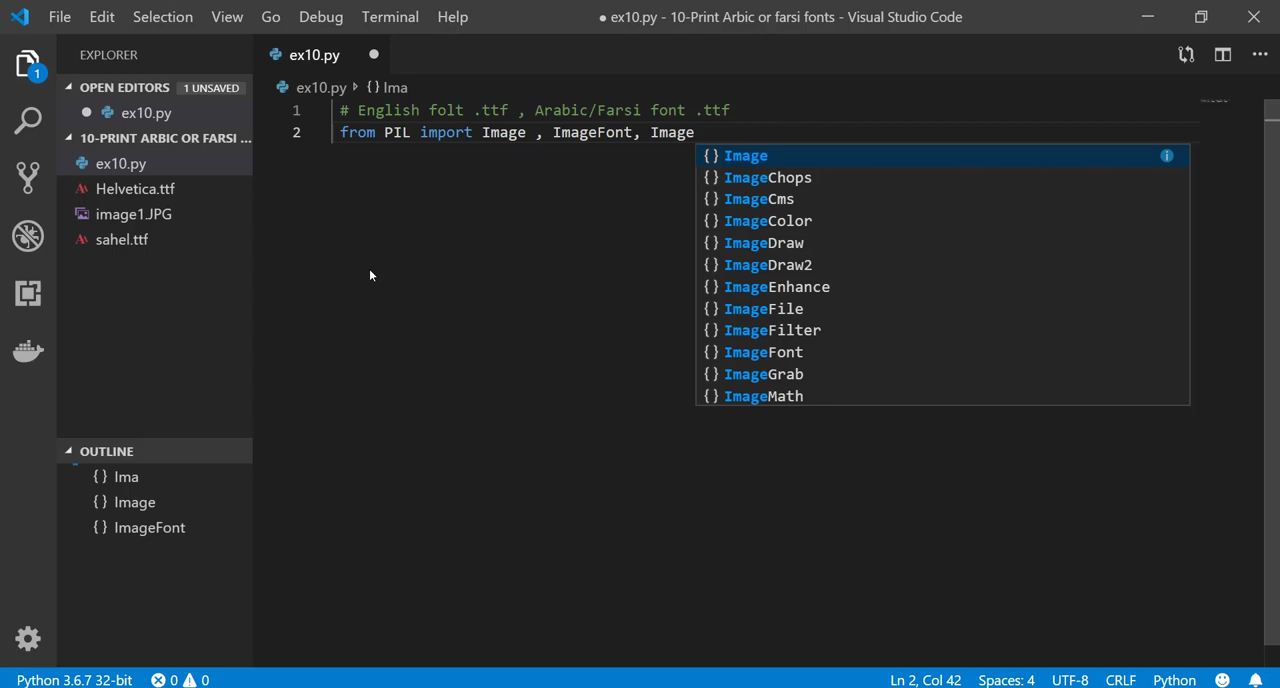 File Edit Selection View Go Debug Terminal Help
● ex10.py - 10-Print Arbic or farsi fonts - Visual Studio Code
EXPLORER
ex10.py
1
OPEN EDITORS 1 UNSAVED
ex10.py > {} Ima
ex10.py
1 # English folt .ttf , Arabic/Farsi font .ttf
2 from PIL import Image , ImageFont, Image
10-PRINT ARBIC OR FARSI ...
ex10.py
Helvetica.ttf
image1.JPG
sahel.ttf
{} Image
{} ImageChops
{} ImageCms
{} ImageColor
{} ImageDraw
{} ImageDraw2
{} ImageEnhance
{} ImageFile
{} ImageFilter
{} ImageFont
{} ImageGrab
{} ImageMath
OUTLINE
{} Ima
{} Image
{} ImageFont
Python 3.6.7 32-bit 0 0 Ln 2, Col 42 Spaces: 4 UTF-8 CRLF Python